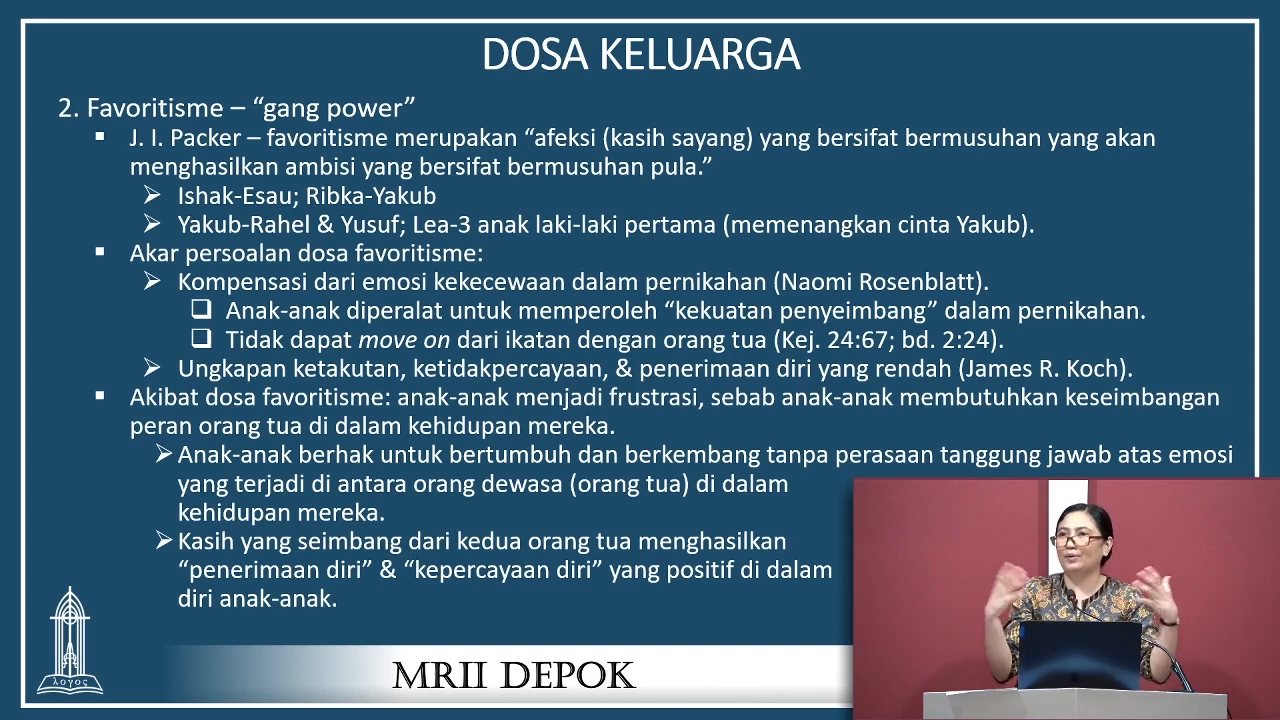 DOSA KELUARGA
2. Favoritisme – “gang power”
▪ J. I. Packer – favoritisme merupakan “afeksi (kasih sayang) yang bersifat bermusuhan yang akan
menghasilkan ambisi yang bersifat bermusuhan pula.”
➢ Ishak-Esau; Ribka-Yakub
➢ Yakub-Rahel & Yusuf; Lea-3 anak laki-laki pertama (memenangkan cinta Yakub).
▪ Akar persoalan dosa favoritisme:
➢ Kompensasi dari emosi kekecewaan dalam pernikahan (Naomi Rosenblatt).
❑ Anak-anak diperalat untuk memperoleh “kekuatan penyeimbang” dalam pernikahan.
❑ Tidak dapat move on dari ikatan dengan orang tua (Kej. 24:67; bd. 2:24).
➢ Ungkapan ketakutan, ketidakpercayaan, & penerimaan diri yang rendah (James R. Koch).
▪ Akibat dosa favoritisme: anak-anak menjadi frustrasi, sebab anak-anak membutuhkan keseimbangan
peran orang tua di dalam kehidupan mereka.
➢ Anak-anak berhak untuk bertumbuh dan berkembang tanpa perasaan tanggung jawab atas emosi
yang terjadi di antara orang dewasa (orang tua) di dalam
kehidupan mereka.
➢ Kasih yang seimbang dari kedua orang tua menghasilkan
“penerimaan diri” & “kepercayaan diri” yang positif di dalam
diri anak-anak.
λογος
MRII DEPOK